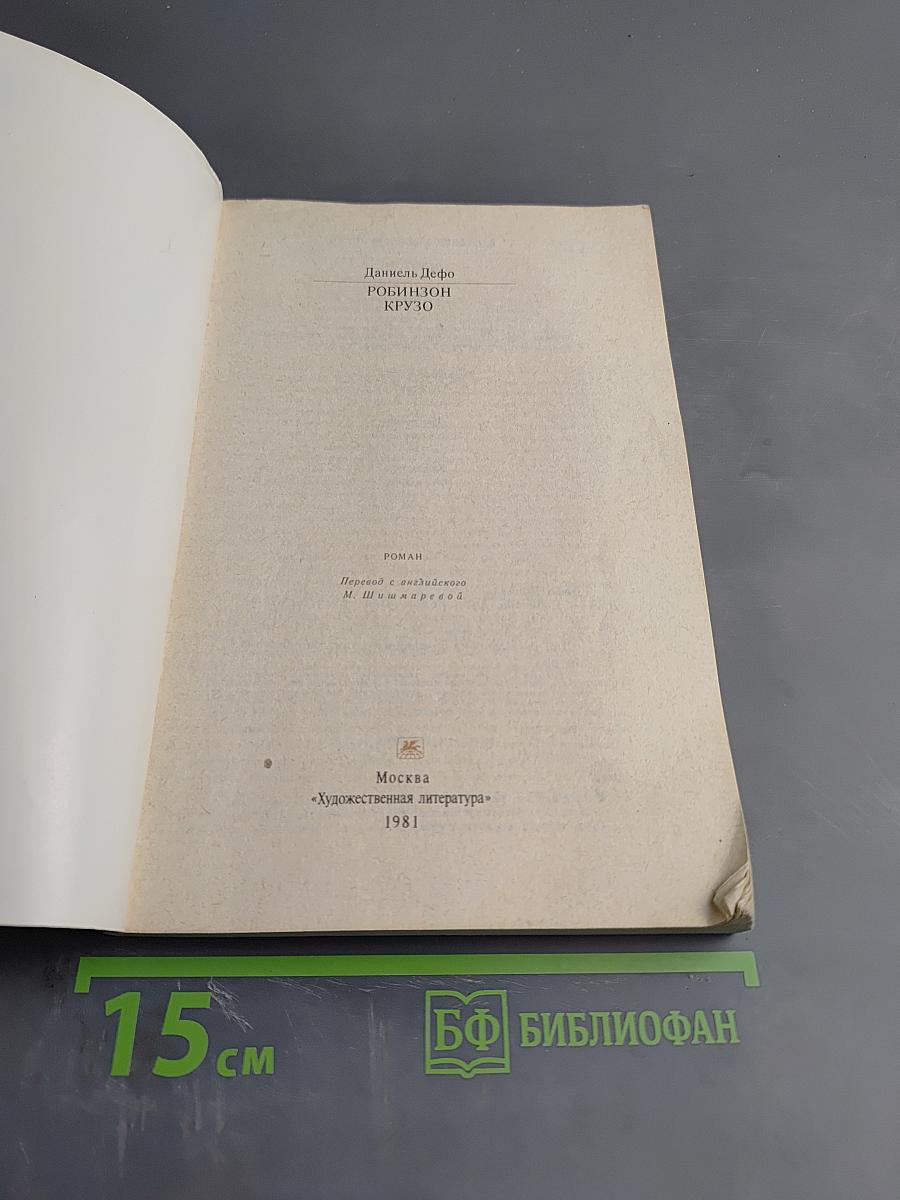 Даниель Дефо
РОБИНЗОН
КРУЗО
РОМАН
Перевод с английского
М. Шишмаревой
Москва
«Художественная литература»
1981
15 см
БФ БИБЛИОФАН